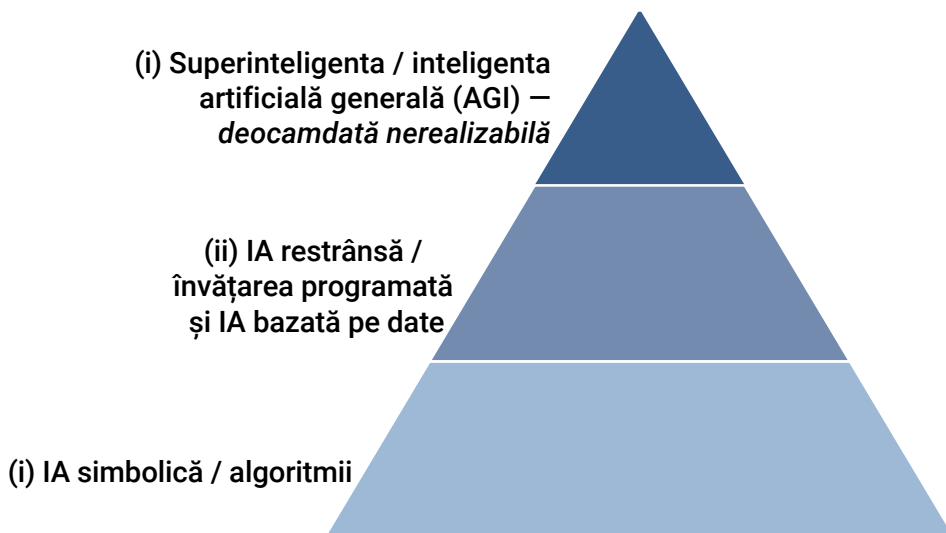 (i) Superinteligenta / inteligenta
artificială generală (AGI) —
deocamdată nerealizabilă
(ii) IA restrânsă /
învățarea programată
și IA bazată pe date
(i) IA simbolică / algoritmii